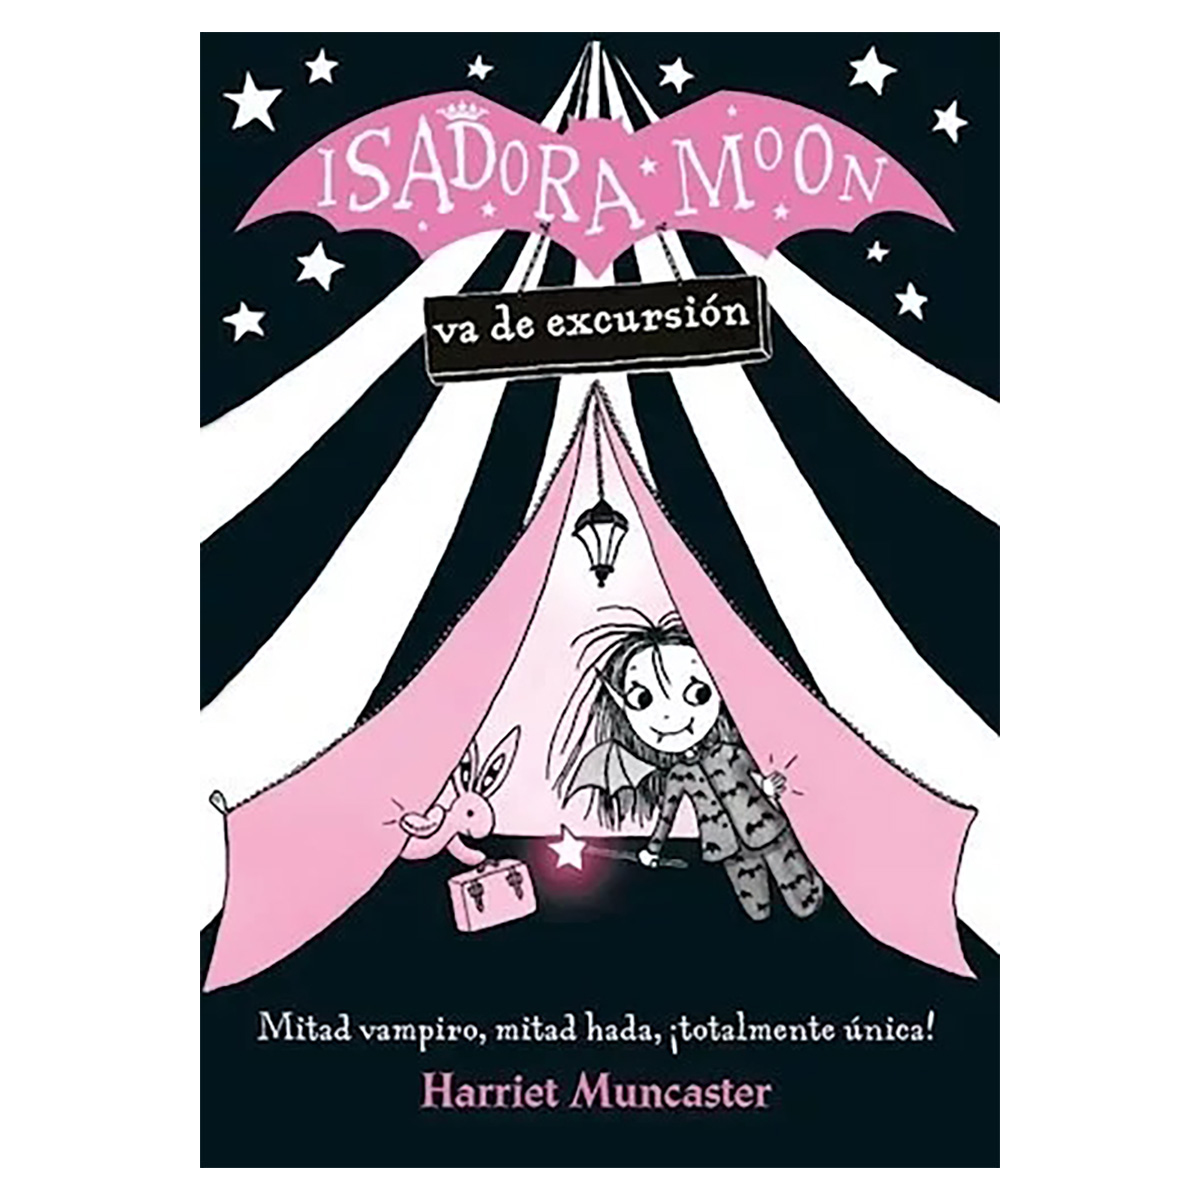 ISADORA MOON
va de excursión
Mitad vampiro, mitad hada, ¡totalmente única!
Harriet Muncaster